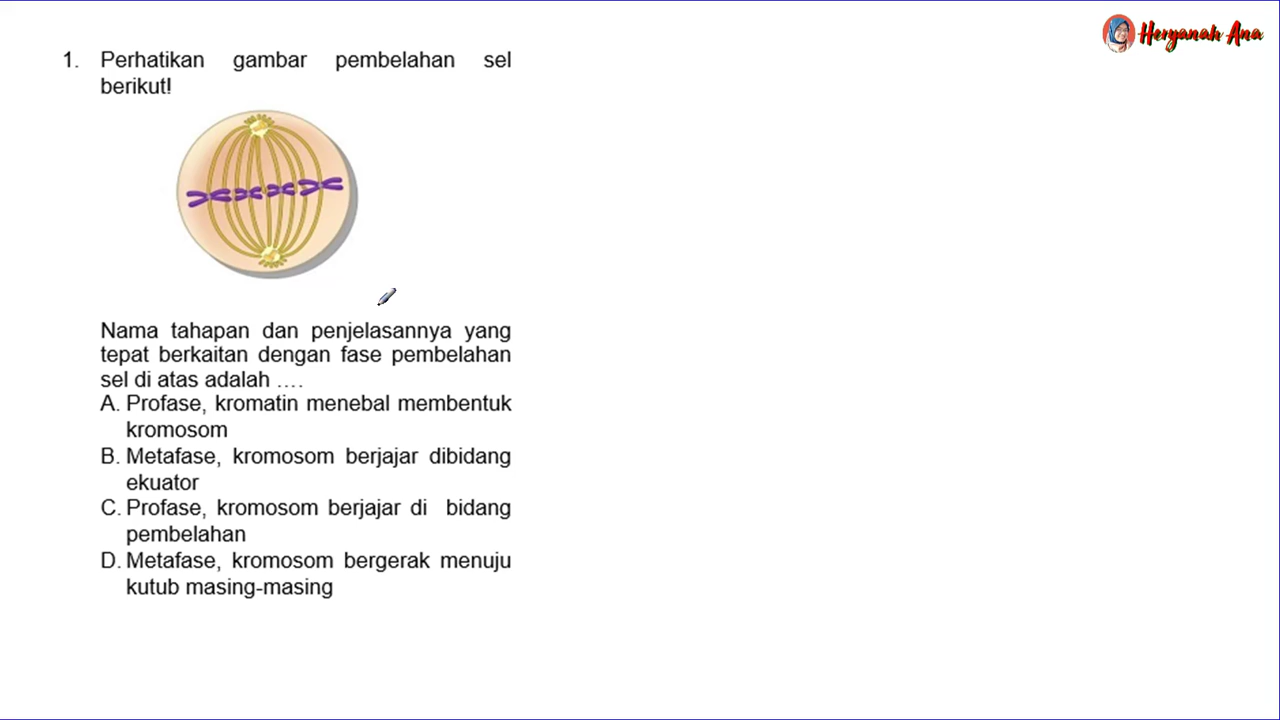 Heryanah Ana
1. Perhatikan gambar pembelahan sel
berikut!
Nama tahapan dan penjelasannya yang
tepat berkaitan dengan fase pembelahan
sel di atas adalah ....
A. Profase, kromatin menebal membentuk
kromosom
B. Metafase, kromosom berjajar dibidang
ekuator
C. Profase, kromosom berjajar di bidang
pembelahan
D. Metafase, kromosom bergerak menuju
kutub masing-masing